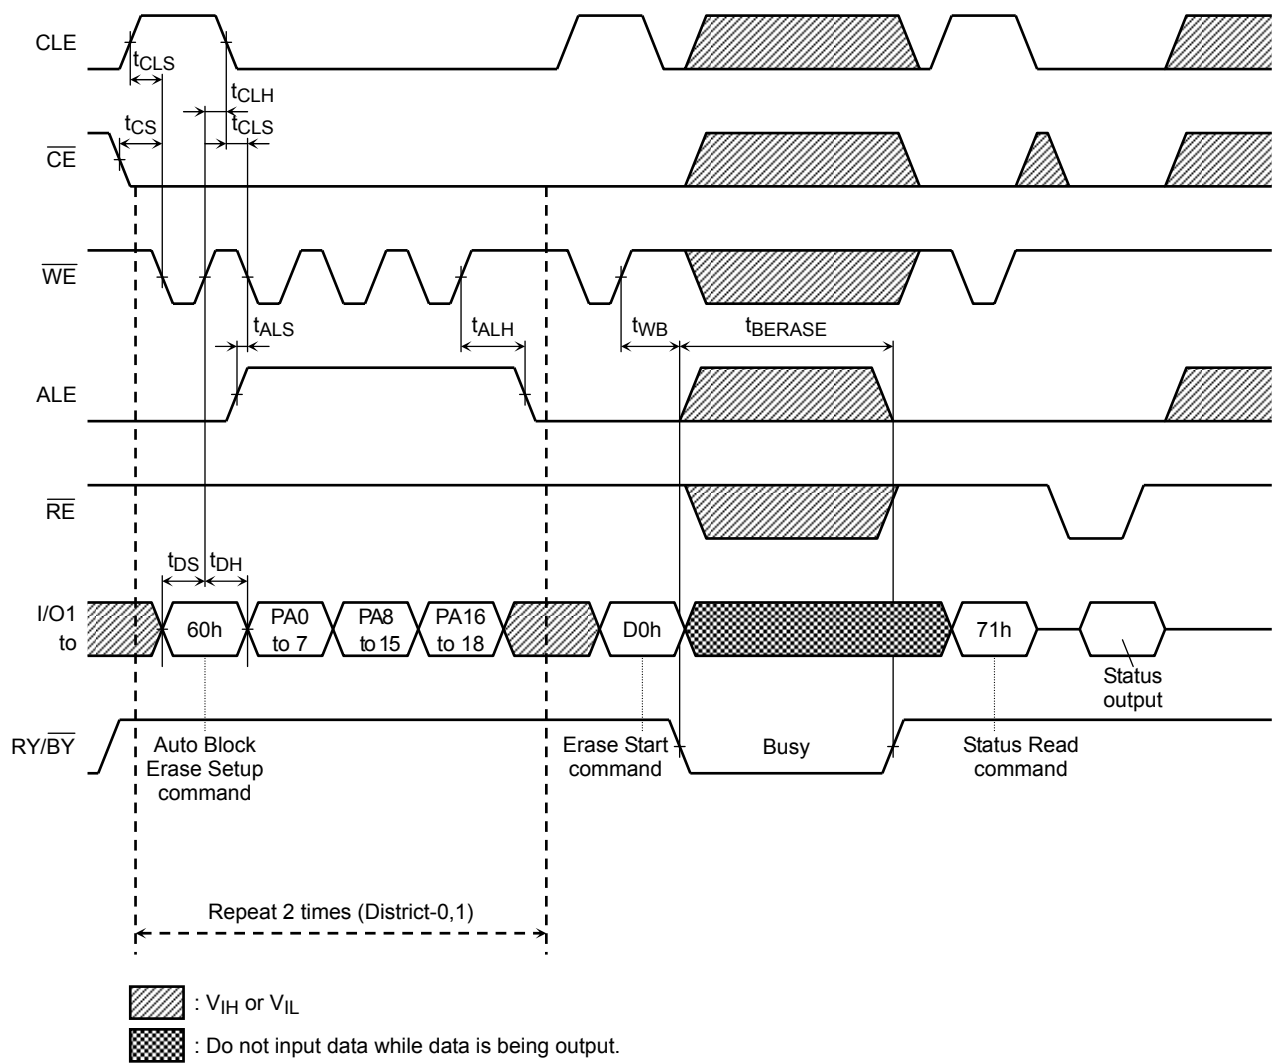 CLE
tCLS
tCLH
tCS
tCLS
CE
WE
tALS
tALH
tWB
tBERASE
ALE
RE
tDS
tDH
I/O1
to
60h
PA0
to 7
PA8
to 15
PA16
to 18
D0h
71h
Status
output
RY/BY
Auto Block
Erase Setup
command
Erase Start
command
Busy
Status Read
command
Repeat 2 times (District-0,1)
: VIH or VIL
: Do not input data while data is being output.